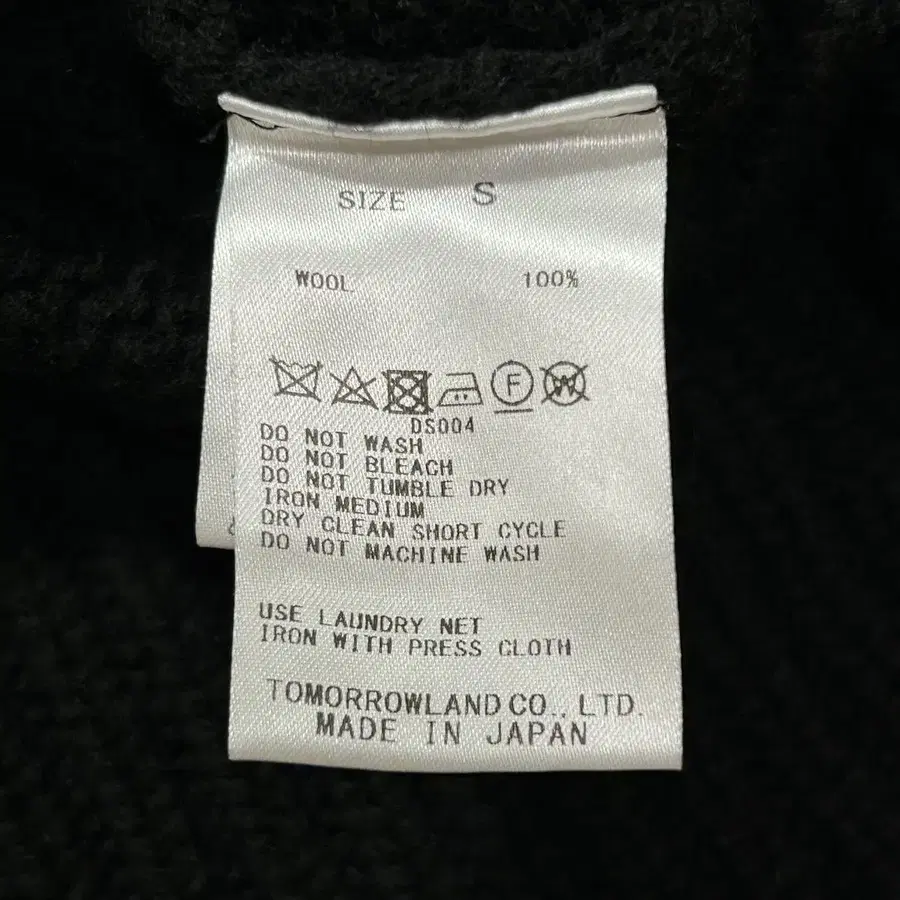 SIZE S
WOOL 100%
F W
DS004
DO NOT WASH
DO NOT BLEACH
DO NOT TUMBLE DRY
IRON MEDIUM
DRY CLEAN SHORT CYCLE
DO NOT MACHINE WASH
USE LAUNDRY NET
IRON WITH PRESS CLOTH
TOMORROWLAND CO., LTD.
MADE IN JAPAN